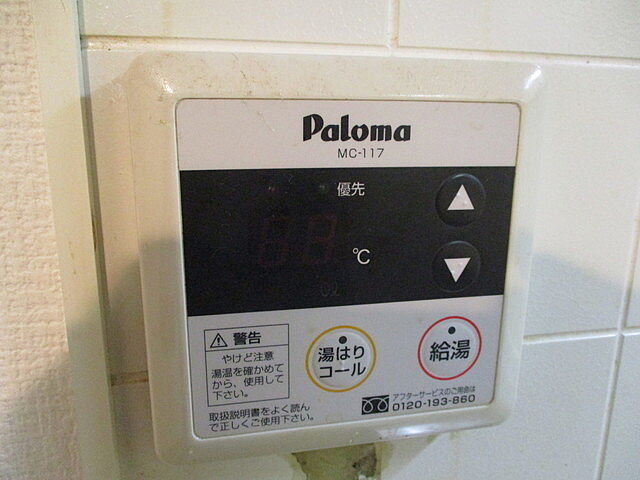 Paloma
MC-117
優先
℃
警告
やけど注意
湯温を確かめて
から、使用して
下さい。
取扱説明書をよく読ん
で正しくご使用下さい。
湯はり
コール
給湯
アフターサービスのご用命は
0120-193-860